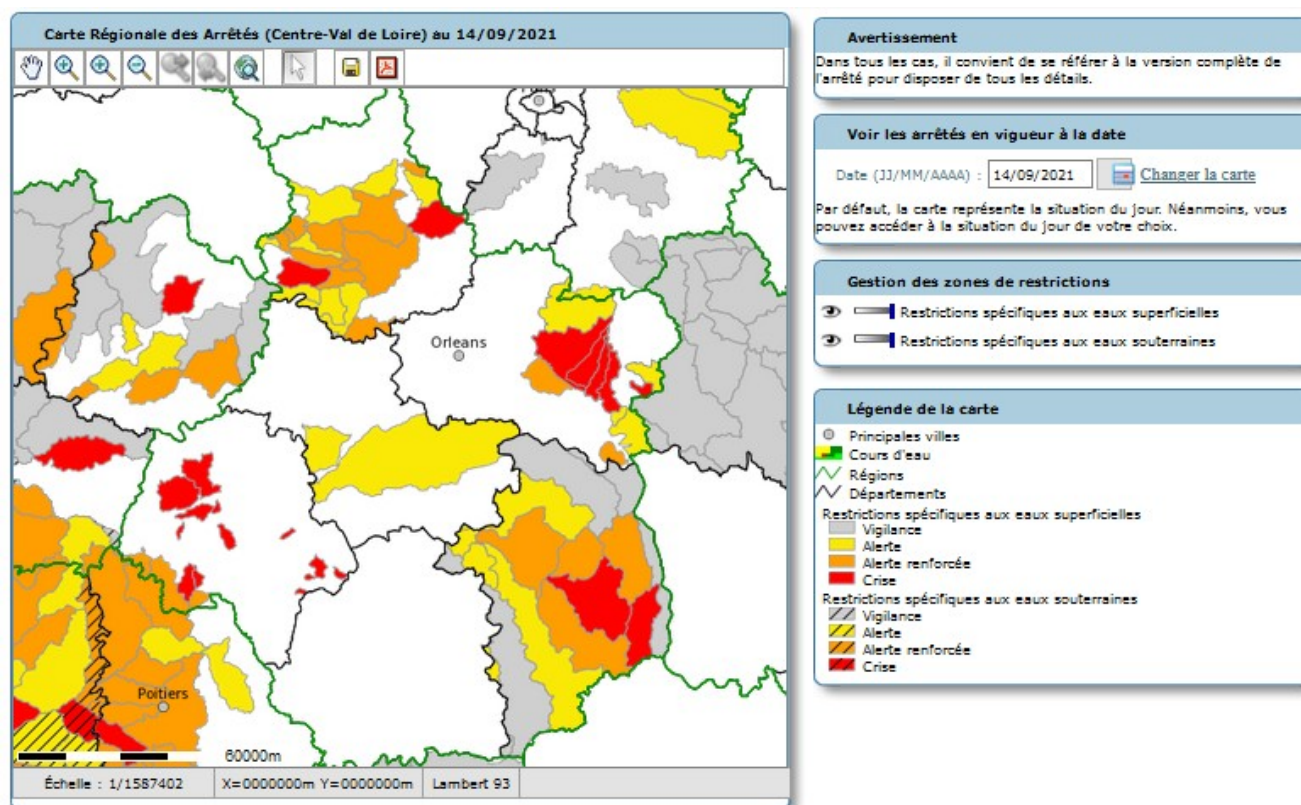 Carte Régionale des Arrêtés (Centre-Val de Loire) au 14/09/2021
Orleans
Poitiers
60000m
Échelle : 1/1587402
X=0000000m Y=0000000m
Lambert 93
Avertissement
Dans tous les cas, il convient de se référer à la version complète de
l'arrêté pour disposer de tous les détails.
Voir les arrêtés en vigueur à la date
Date (JJ/MM/AAAA) : 14/09/2021 Changer la carte
Par défaut, la carte représente la situation du jour. Néanmoins, vous
pouvez accéder à la situation du jour de votre choix.
Gestion des zones de restrictions
Restrictions spécifiques aux eaux superficielles
Restrictions spécifiques aux eaux souterraines
Légende de la carte
Principales villes
Cours d'eau
Régions
Départements
Restrictions spécifiques aux eaux superficielles
Vigilance
Alerte
Alerte renforcée
Crise
Restrictions spécifiques aux eaux souterraines
Vigilance
Alerte
Alerte renforcée
Crise